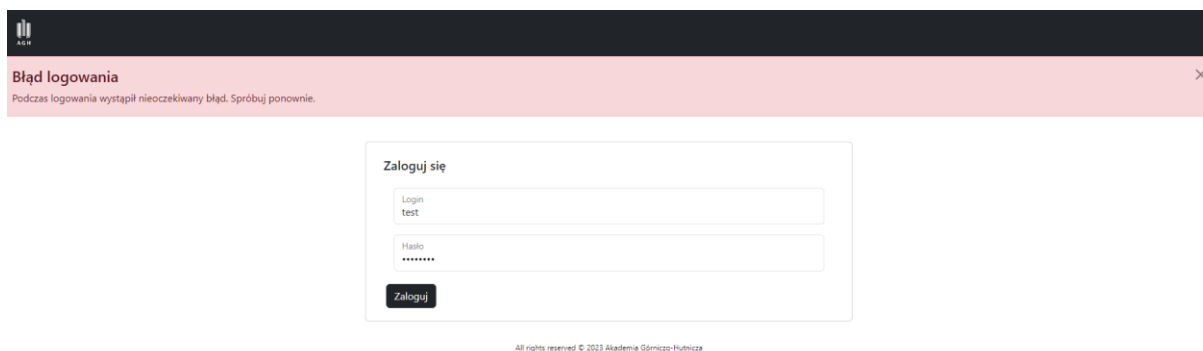 AGH
Błąd logowania
Podczas logowania wystąpił nieoczekiwany błąd. Spróbuj ponownie.
Zaloguj się
Login
test
Hasło
••••••••
Zaloguj
All rights reserved © 2023 Akademia Górniczo-Hutnicza